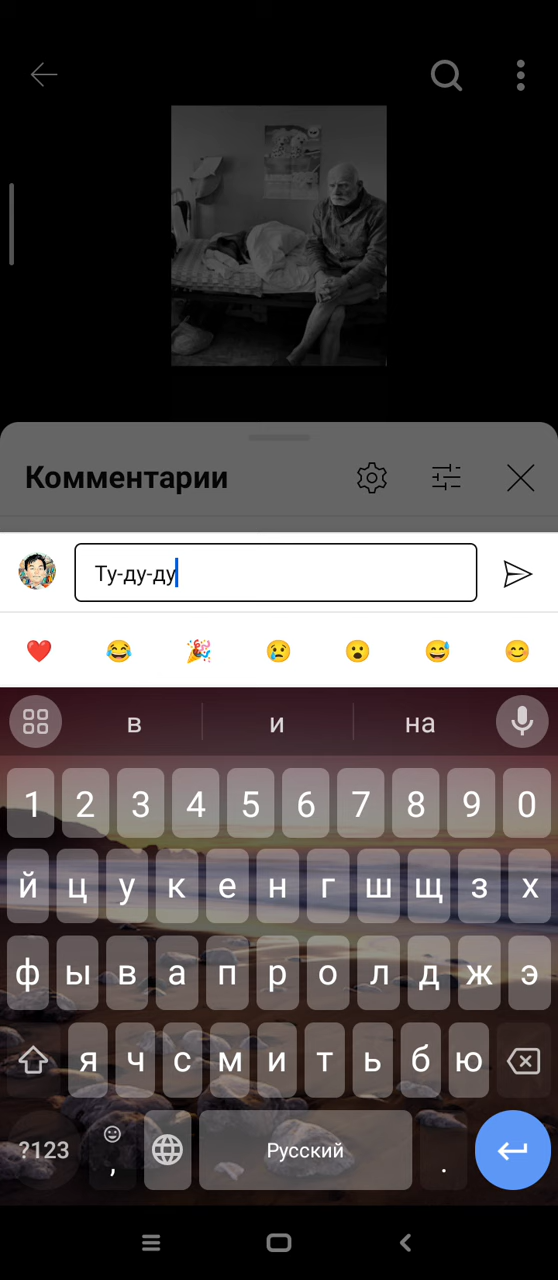 Комментарии
Ту-ду-ду
в и на
1 2 3 4 5 6 7 8 9 0
й ц у к е н г ш щ з х
ф ы в а п р о л д ж э
я ч с м и т ь б ю
?123 , Русский .